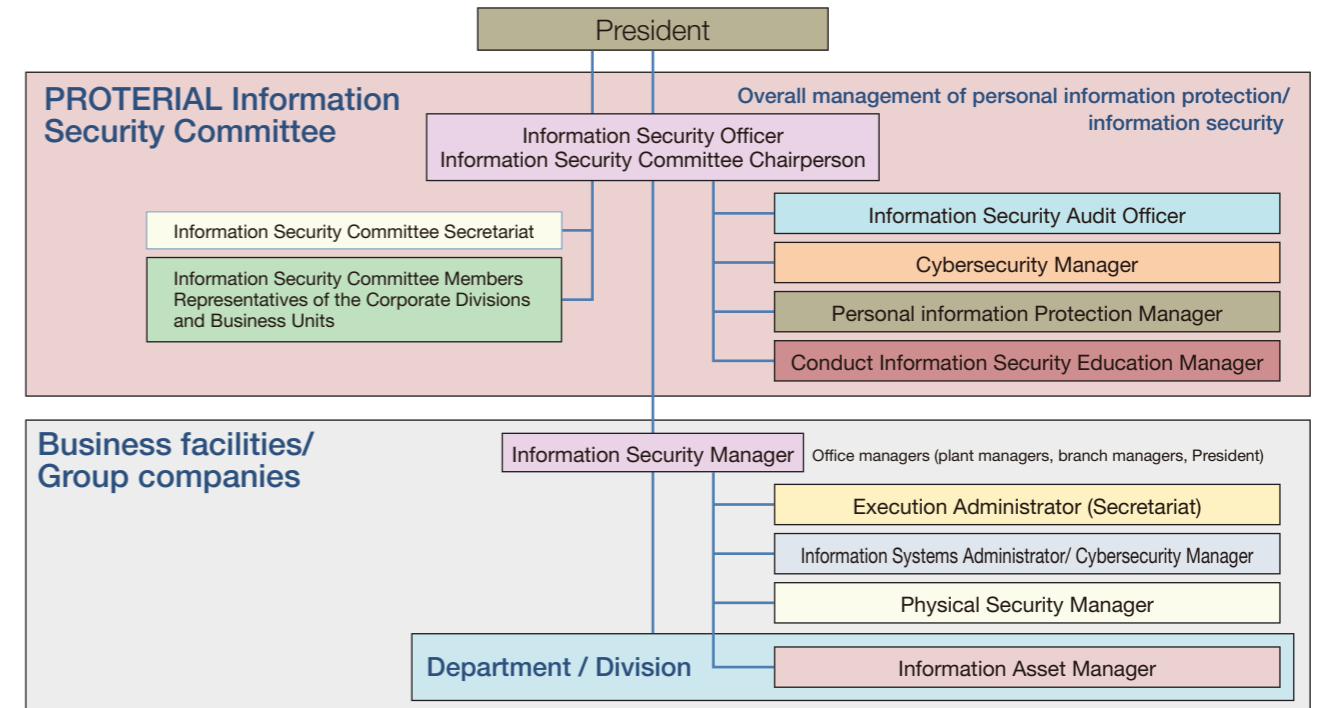 President
PROTERIAL Information
Security Committee
Overall management of personal information protection/
information security
Information Security Officer
Information Security Committee Chairperson
Information Security Committee Secretariat
Information Security Committee Members
Representatives of the Corporate Divisions
and Business Units
Information Security Audit Officer
Cybersecurity Manager
Personal information Protection Manager
Conduct Information Security Education Manager
Business facilities/
Group companies
Information Security Manager
Office managers (plant managers, branch managers, President)
Execution Administrator (Secretariat)
Information Systems Administrator/ Cybersecurity Manager
Physical Security Manager
Department / Division
Information Asset Manager